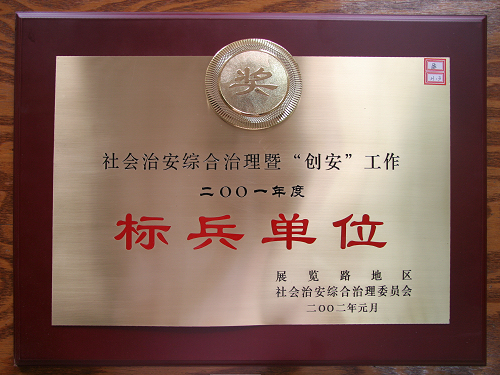 奖
社会治安综合治理暨“创安”工作
二〇〇一年度
标兵单位
展览路地区
社会治安综合治理委员会
二〇〇二年元月